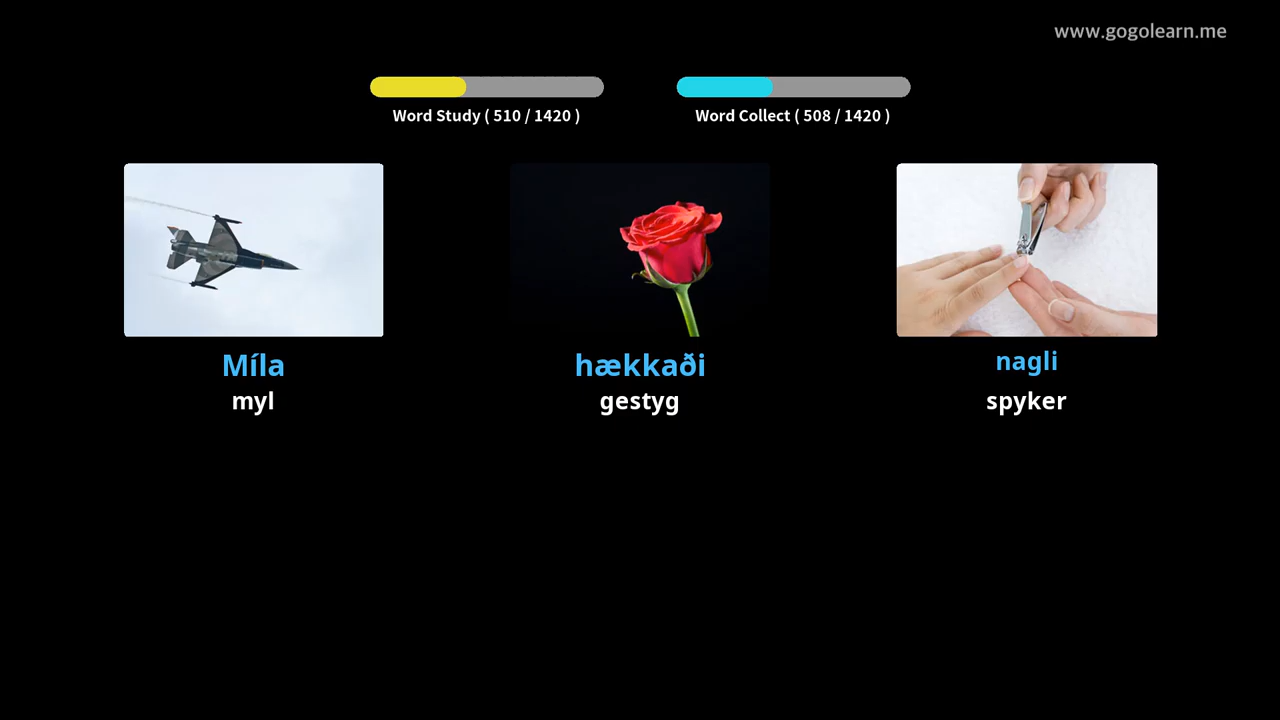 www.gogolearn.me
Word Study ( 510 / 1420 )
Word Collect ( 508 / 1420 )
Míla
hækkaði
nagli
myl
gestyg
spyker